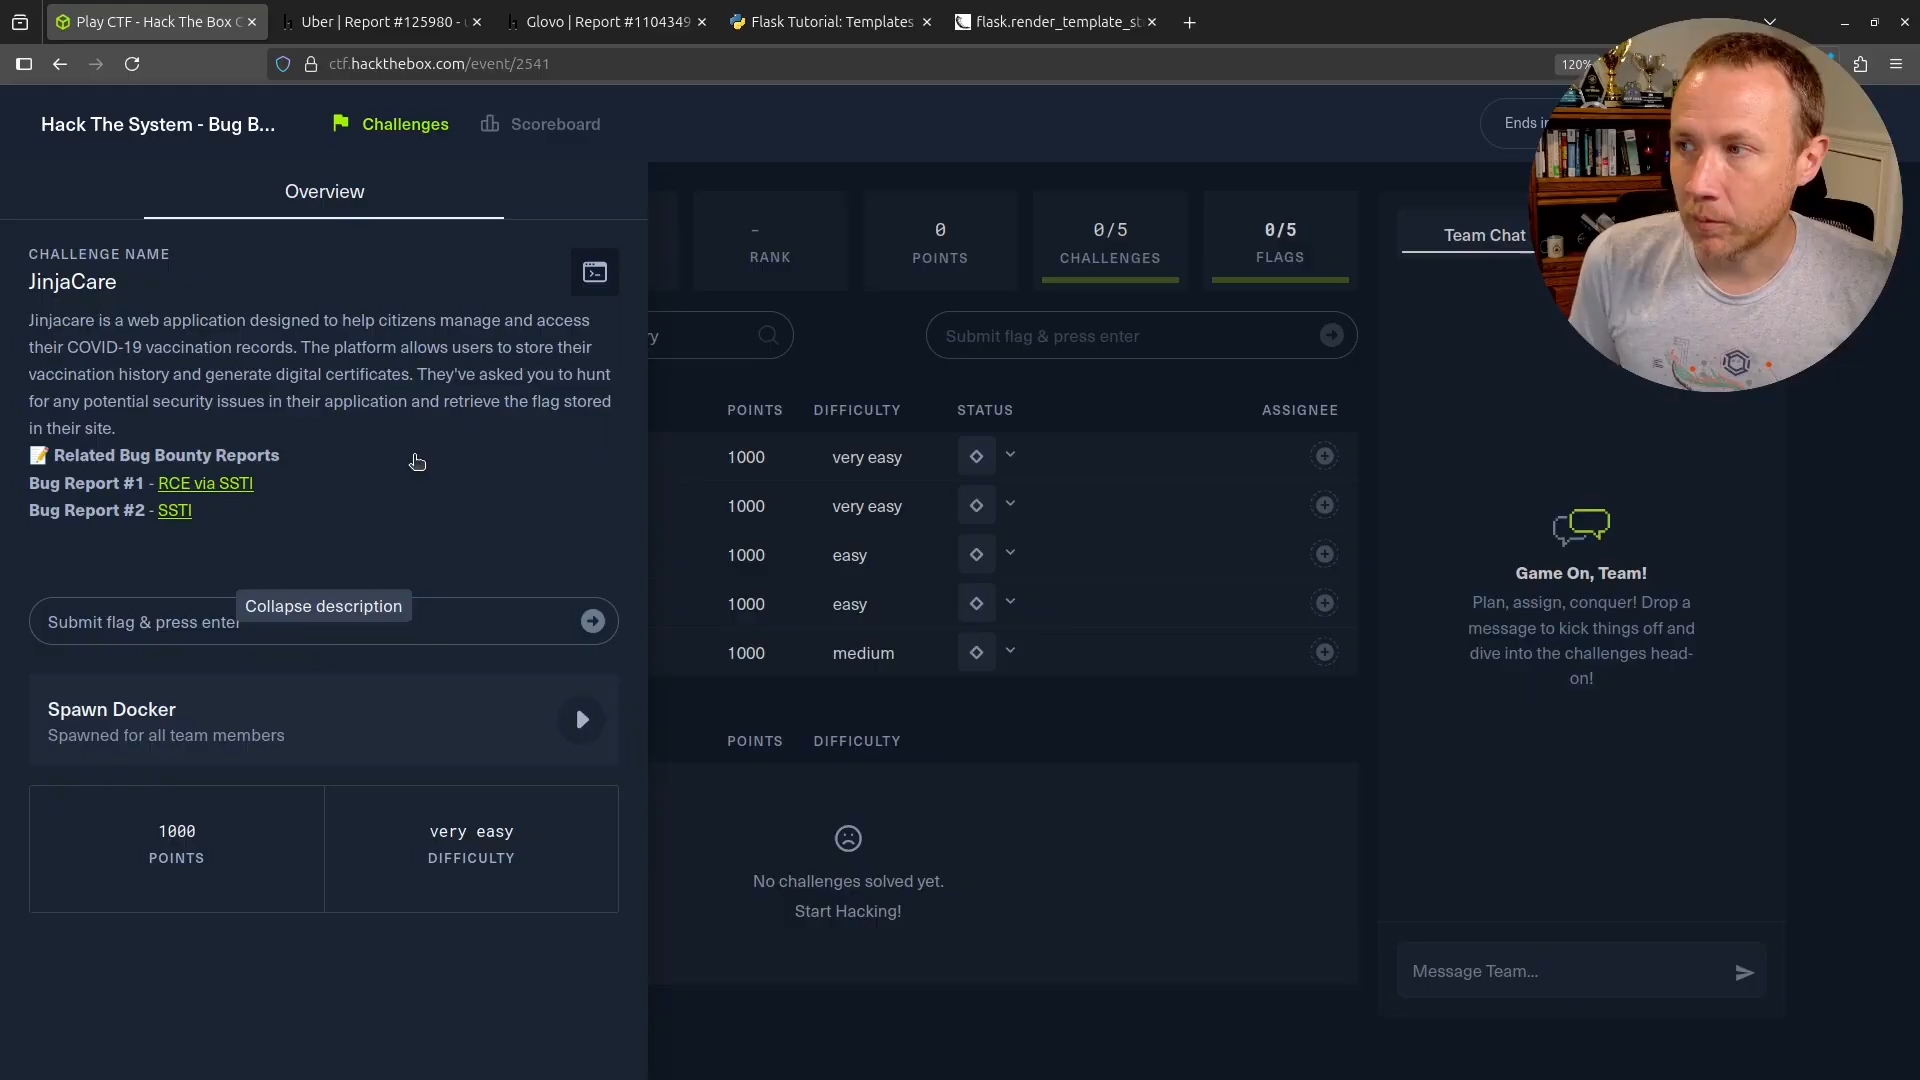 Play CTF - Hack The Box C
Uber | Report #125980 - u
Glovo | Report #1104349
Flask Tutorial: Templates
flask.render_template_st
ctf.hackthebox.com/event/2541
120%
Hack The System - Bug B...
Challenges
Scoreboard
Ends in
Overview
CHALLENGE NAME
JinjaCare
Jinjacare is a web application designed to help citizens manage and access
their COVID-19 vaccination records. The platform allows users to store their
vaccination history and generate digital certificates. They've asked you to hunt
for any potential security issues in their application and retrieve the flag stored
in their site.
📝 Related Bug Bounty Reports
Bug Report #1 - RCE via SSTI
Bug Report #2 - SSTI
Collapse description
Submit flag & press enter
Spawn Docker
Spawned for all team members
1000
POINTS
very easy
DIFFICULTY
-
RANK
0
POINTS
0/5
CHALLENGES
0/5
FLAGS
ry
Submit flag & press enter
POINTS DIFFICULTY STATUS ASSIGNEE
1000 very easy
1000 very easy
1000 easy
1000 easy
1000 medium
POINTS DIFFICULTY
No challenges solved yet.
Start Hacking!
Team Chat
Game On, Team!
Plan, assign, conquer! Drop a
message to kick things off and
dive into the challenges head-
on!
Message Team...